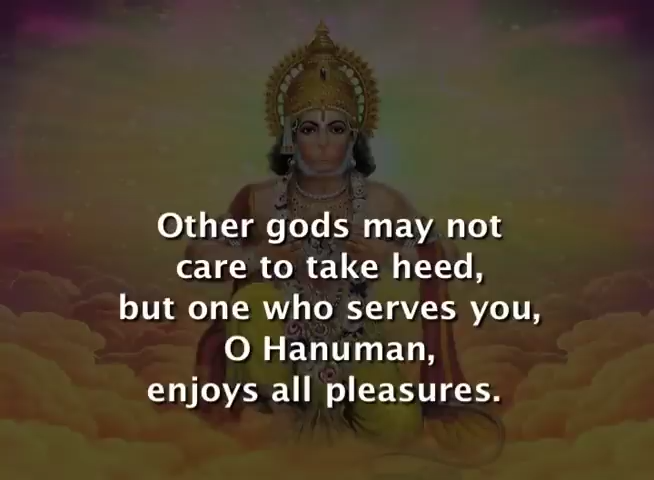 Other gods may not
care to take heed,
but one who serves you,
O Hanuman,
enjoys all pleasures.